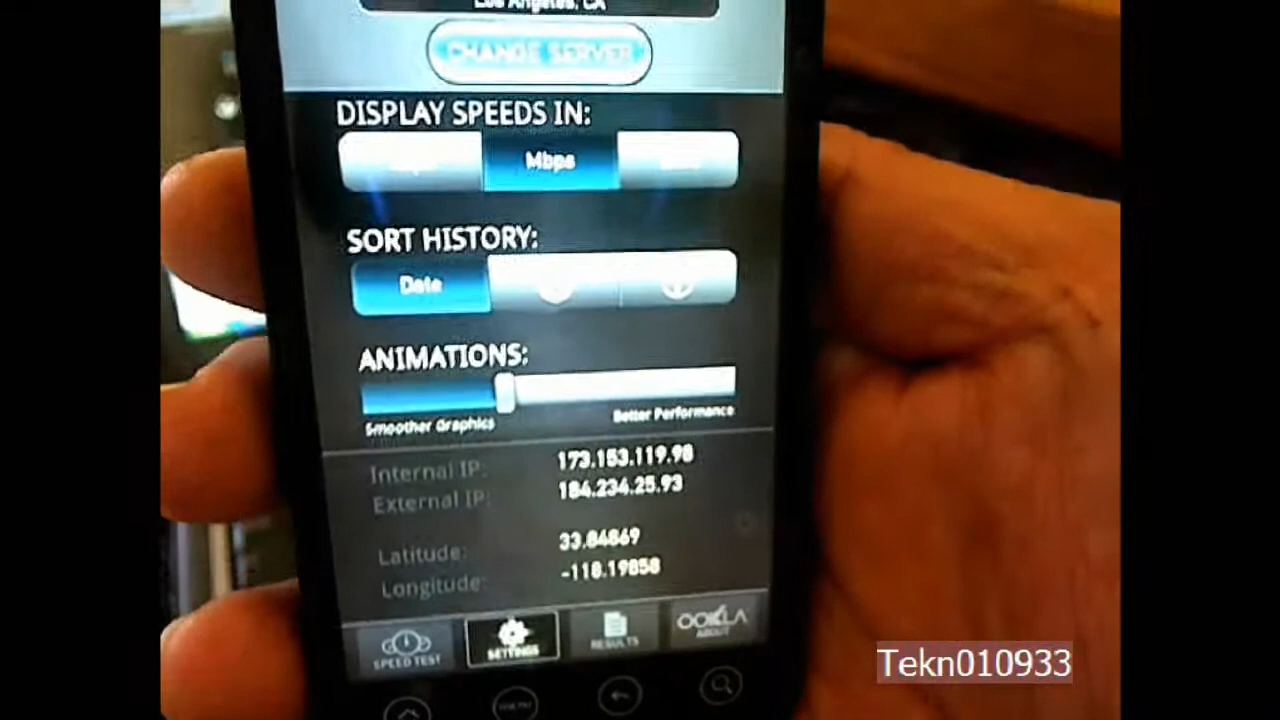 Los Angeles, CA
CHANGE SERVER
DISPLAY SPEEDS IN:
Mbps
SORT HISTORY:
Date
ANIMATIONS:
Smoother Graphics Better Performance
Internal IP: 173.153.119.98
External IP: 184.234.25.93
Latitude: 33.84869
Longitude: -118.19858
SPEED TEST SETTINGS RESULTS OOKLA ABOUT
MENU
Tekn010933